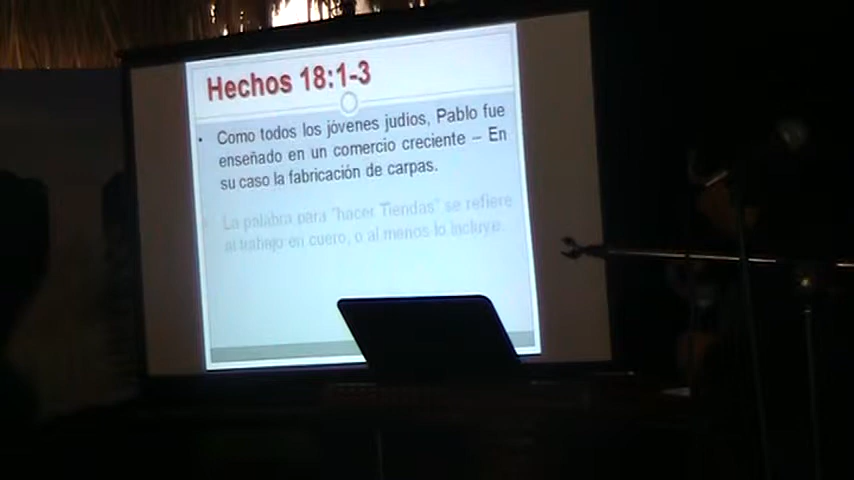 Hechos 18:1-3
• Como todos los jóvenes judios, Pablo fue
enseñado en un comercio creciente – En
su caso la fabricación de carpas.
La palabra para "hacer Tiendas" se refiere
al trabajo en cuero, o al menos lo incluye.